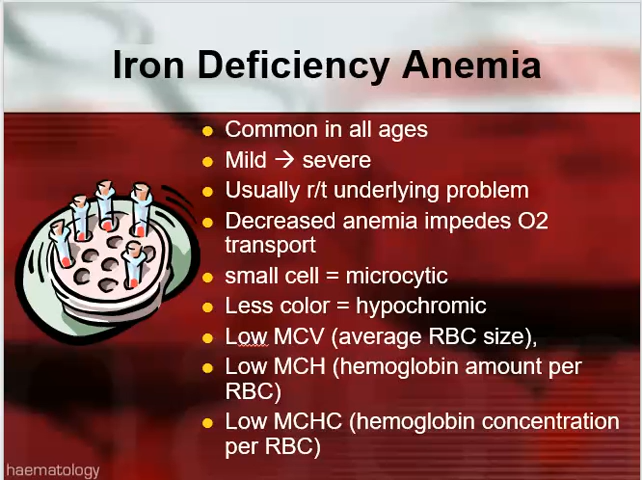 Iron Deficiency Anemia
Common in all ages
Mild → severe
Usually r/t underlying problem
Decreased anemia impedes O2
transport
small cell = microcytic
Less color = hypochromic
Low MCV (average RBC size),
Low MCH (hemoglobin amount per
RBC)
Low MCHC (hemoglobin concentration
per RBC)
haematology